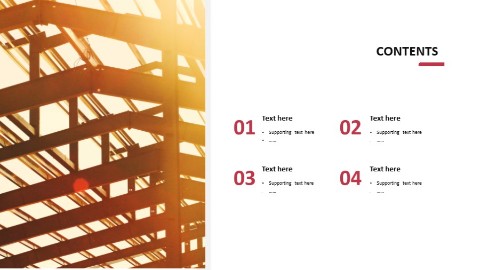 CONTENTS
01 Text here
• Supporting text here
• ......
02 Text here
• Supporting text here
• ......
03 Text here
• Supporting text here
• ......
04 Text here
• Supporting text here
• ......